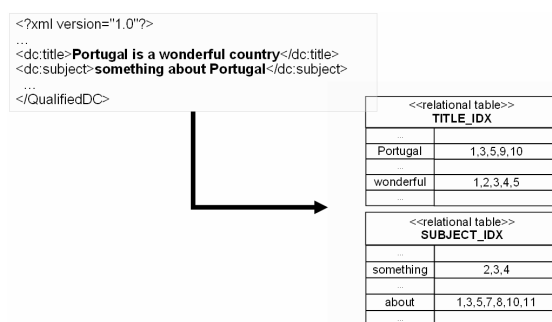 <?xml version="1.0"?>
...
<dc:title>Portugal is a wonderful country</dc:title>
<dc:subject>something about Portugal</dc:subject>
...
</QualifiedDC>
<<relational table>>
TITLE_IDX
...
Portugal 1,3,5,9,10
...
wonderful 1,2,3,4,5
...
<<relational table>>
SUBJECT_IDX
...
something 2,3,4
...
about 1,3,5,7,8,10,11
...